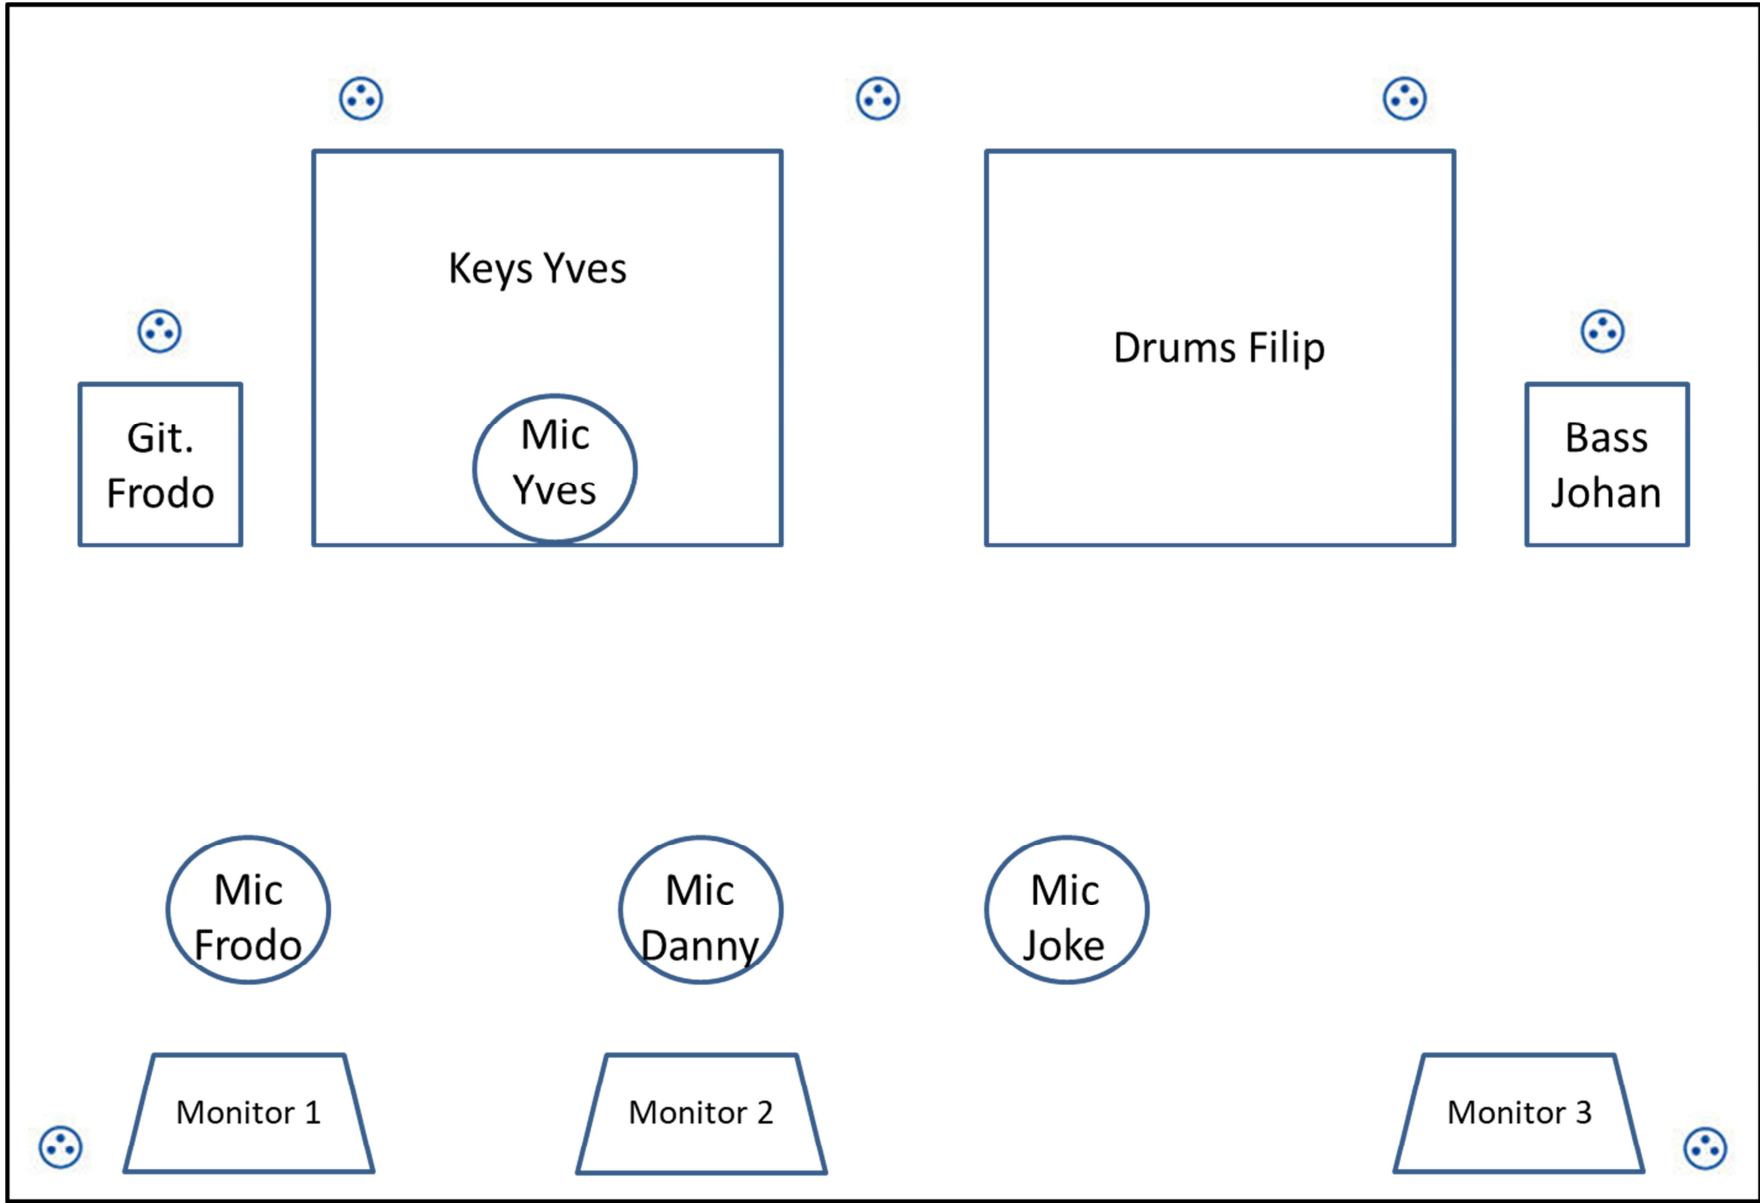 Keys Yves
Drums Filip
Git.
Frodo
Mic
Yves
Bass
Johan
Mic
Frodo
Mic
Danny
Mic
Joke
Monitor 1
Monitor 2
Monitor 3